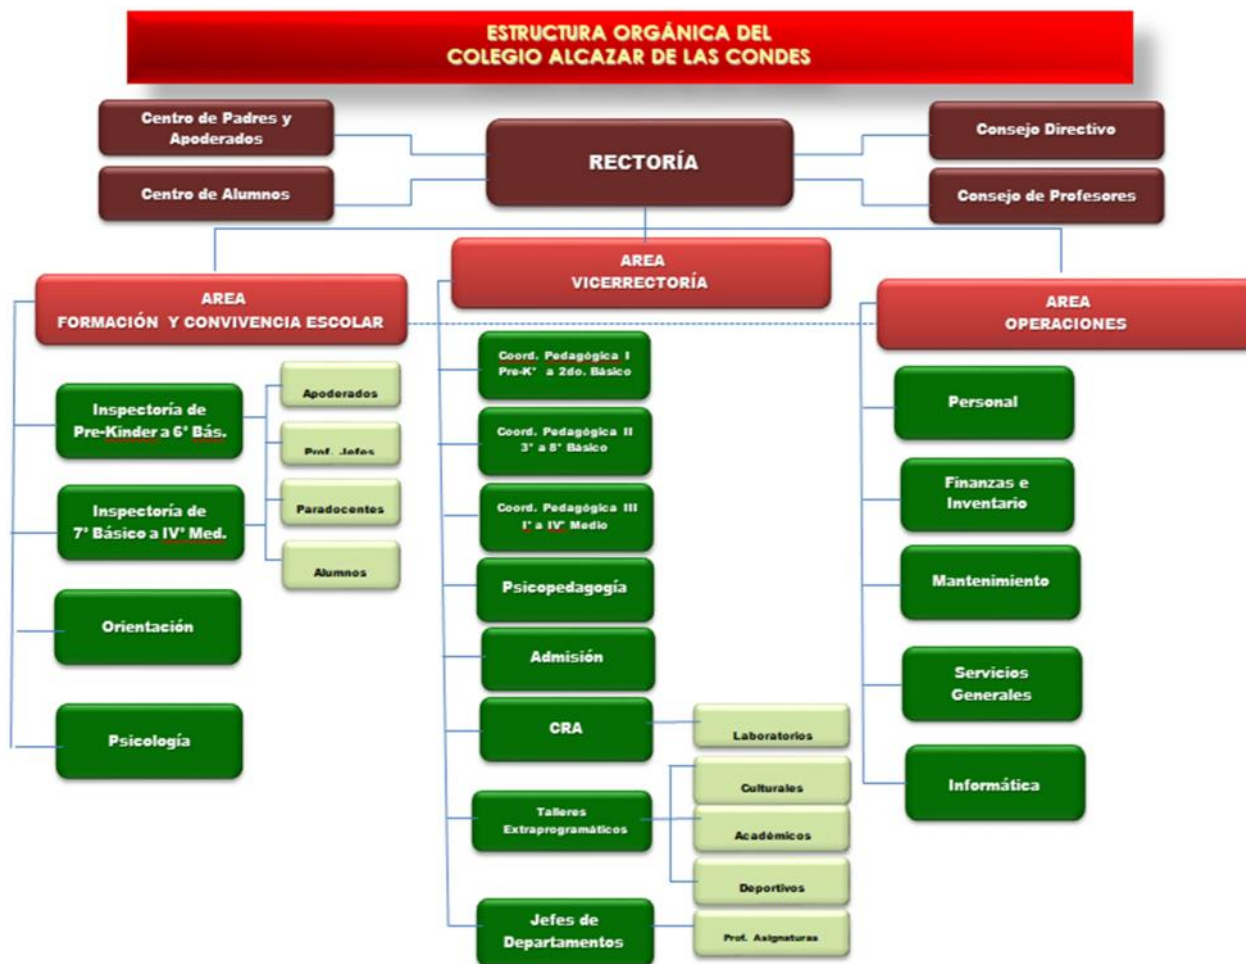 ESTRUCTURA ORGÁNICA DEL
COLEGIO ALCAZAR DE LAS CONDES
Centro de Padres y
Apoderados
Centro de Alumnos
RECTORÍA
Consejo Directivo
Consejo de Profesores
AREA
FORMACIÓN Y CONVIVENCIA ESCOLAR
AREA
VICERRECTORÍA
AREA
OPERACIONES
Inspectoría de
Pre-Kinder a 6° Bás.
Inspectoría de
7° Básico a IV° Med.
Orientación
Psicología
Apoderados
Prof. Jefes
Paradocentes
Alumnos
Coord. Pedagógica I
Pre-K° a 2do. Básico
Coord. Pedagógica II
3° a 8° Básico
Coord. Pedagógica III
I° a IV° Medio
Psicopedagogía
Admisión
CRA
Talleres
Extraprogramáticos
Jefes de
Departamentos
Laboratorios
Culturales
Académicos
Deportivos
Prof. Asignaturas
Personal
Finanzas e
Inventario
Mantenimiento
Servicios
Generales
Informática